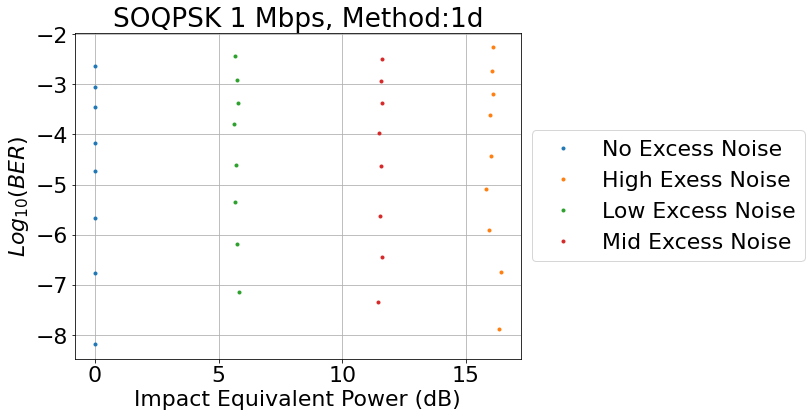 SOQPSK 1 Mbps, Method:1d
−2
−3
−4
−5
−6
−7
−8
Log10(BER)
0 5 10 15
Impact Equivalent Power (dB)
No Excess Noise
High Exess Noise
Low Excess Noise
Mid Excess Noise